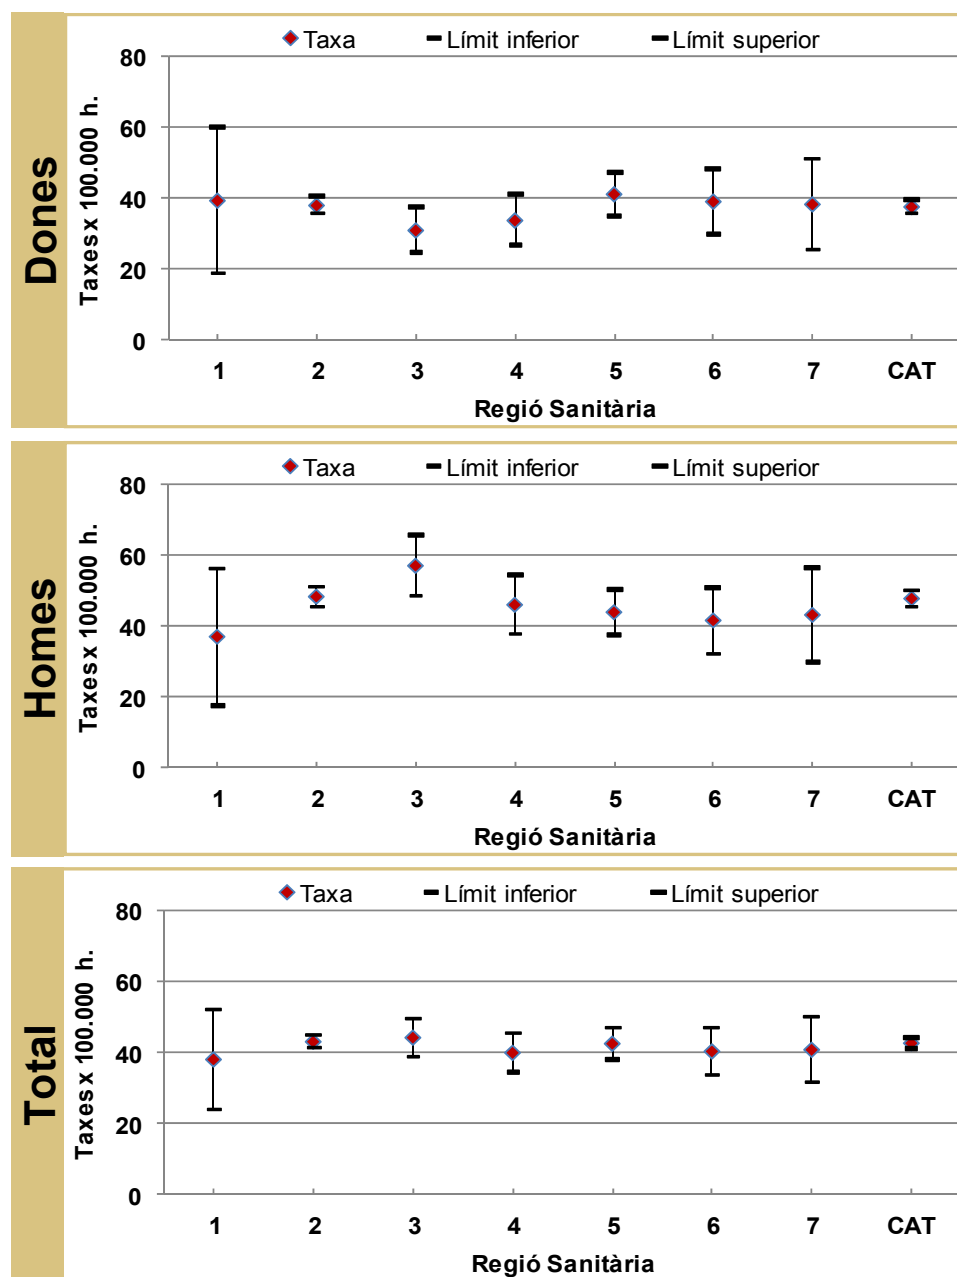 Dones
Taxes x 100.000 h.
Taxa Límit inferior Límit superior
80
60
40
20
0
1 2 3 4 5 6 7 CAT
Regió Sanitària
Homes
Taxes x 100.000 h.
Taxa Límit inferior Límit superior
80
60
40
20
0
1 2 3 4 5 6 7 CAT
Regió Sanitària
Total
Taxes x 100.000 h.
Taxa Límit inferior Límit superior
80
60
40
20
0
1 2 3 4 5 6 7 CAT
Regió Sanitària